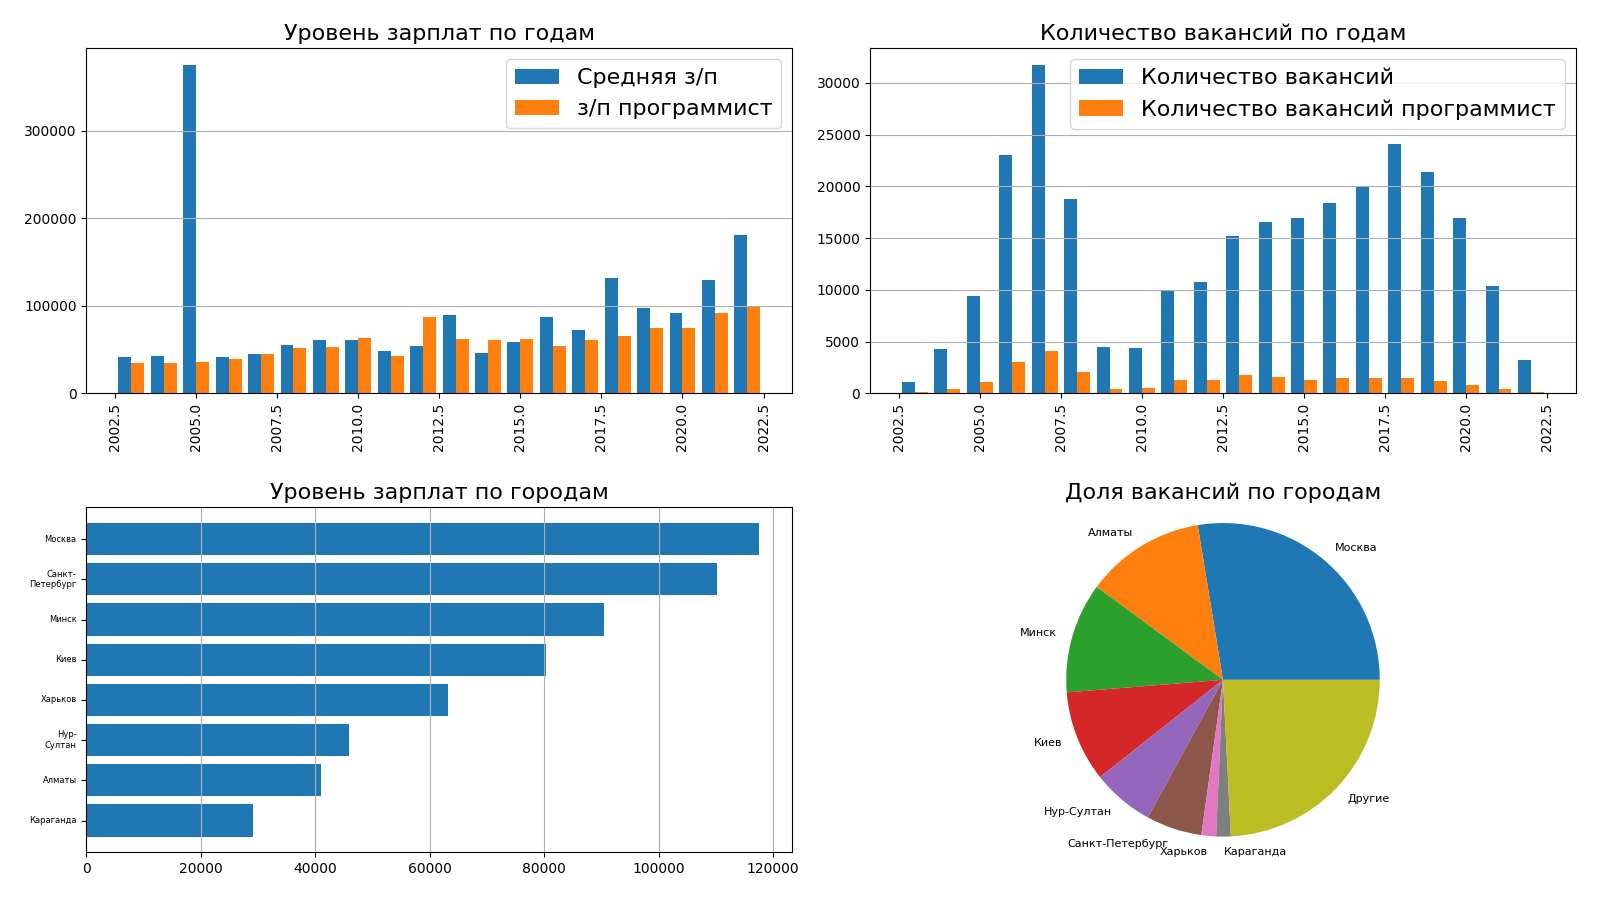 Уровень зарплат по годам
Средняя з/п
з/п программист
300000
200000
100000
0
2002.5
2005.0
2007.5
2010.0
2012.5
2015.0
2017.5
2020.0
2022.5
Количество вакансий по годам
Количество вакансий
Количество вакансий программист
30000
25000
20000
15000
10000
5000
0
2002.5
2005.0
2007.5
2010.0
2012.5
2015.0
2017.5
2020.0
2022.5
Уровень зарплат по городам
Москва
Санкт-
Петербург
Минск
Киев
Харьков
Нур-
Султан
Алматы
Караганда
0
20000
40000
60000
80000
100000
120000
Доля вакансий по городам
Москва
Алматы
Минск
Киев
Нур-Султан
Санкт-Петербург
Харьков
Караганда
Другие